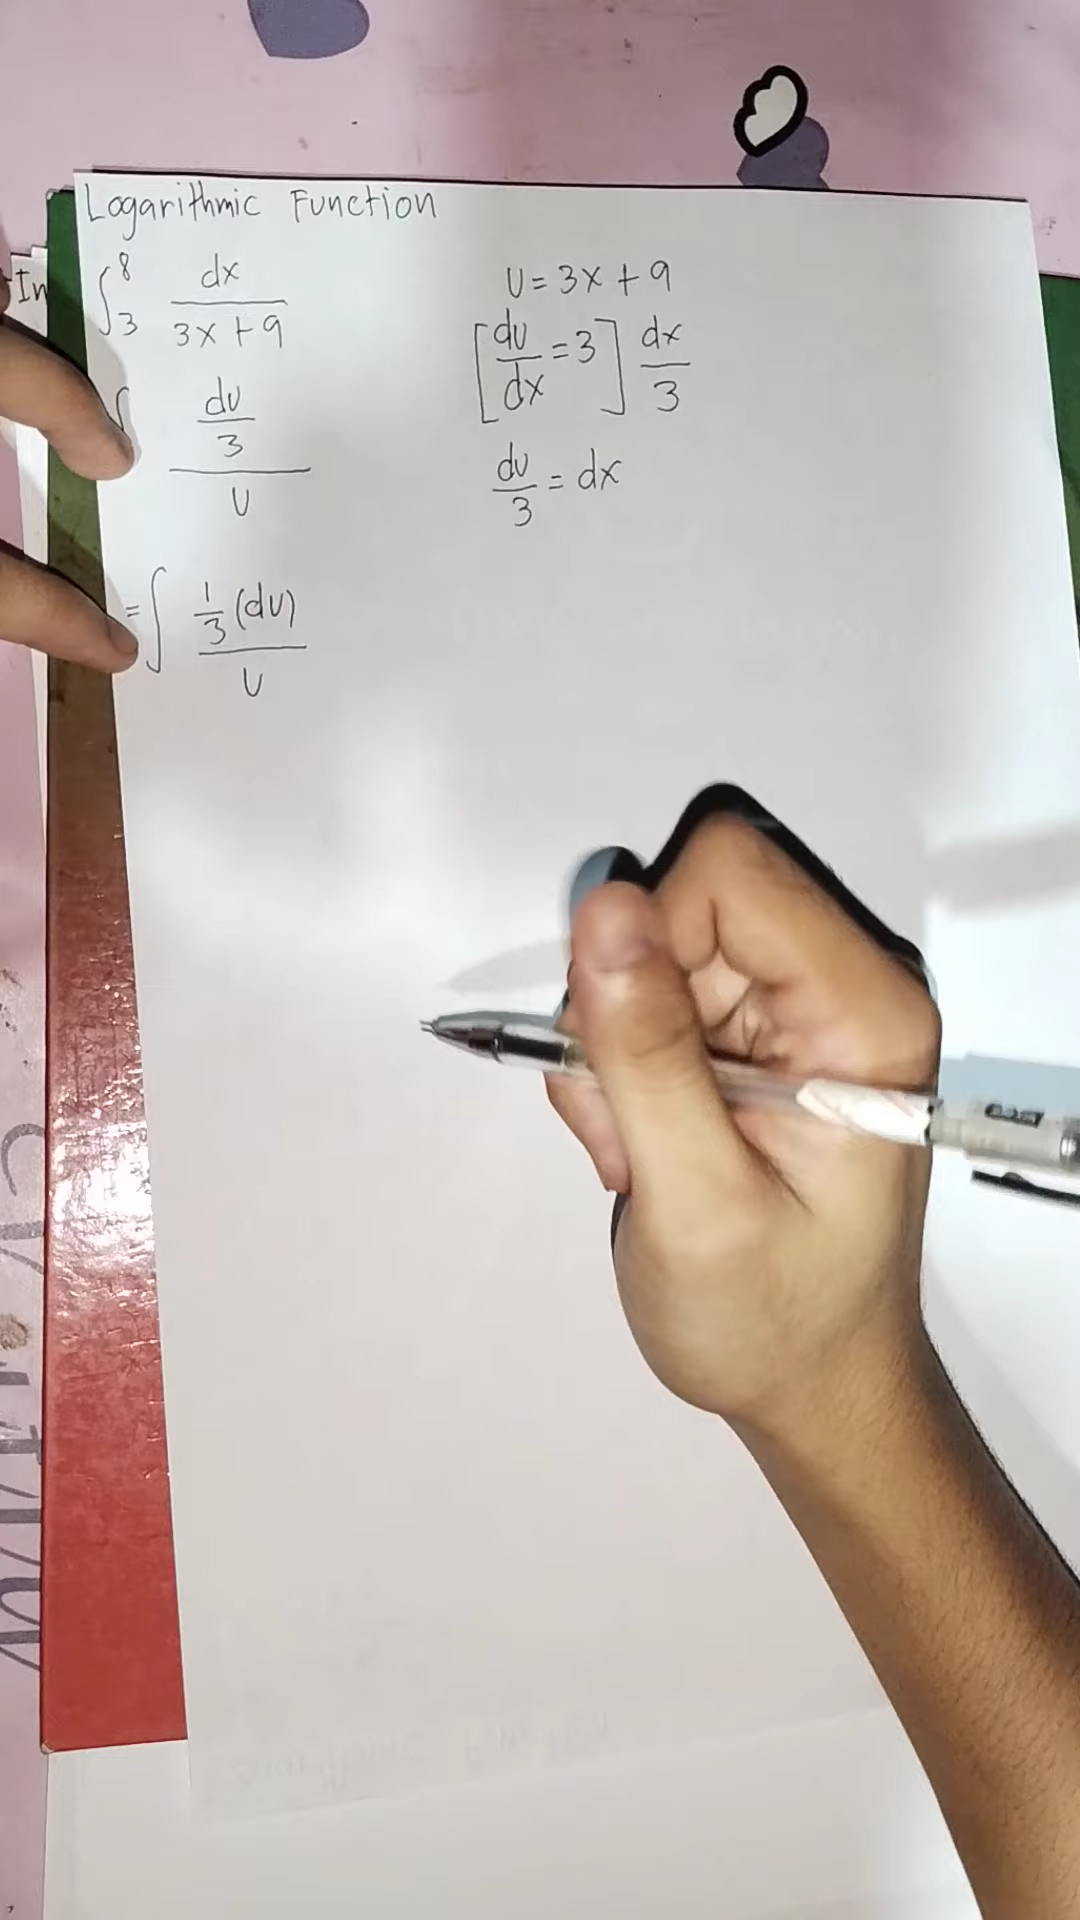 Logarithmic Function
∫₃⁸ dx / 3x + 9
∫ du/3 / U
= ∫ 1/3 (du) / U
U = 3x + 9
[du/dx = 3] dx/3
du/3 = dx
In